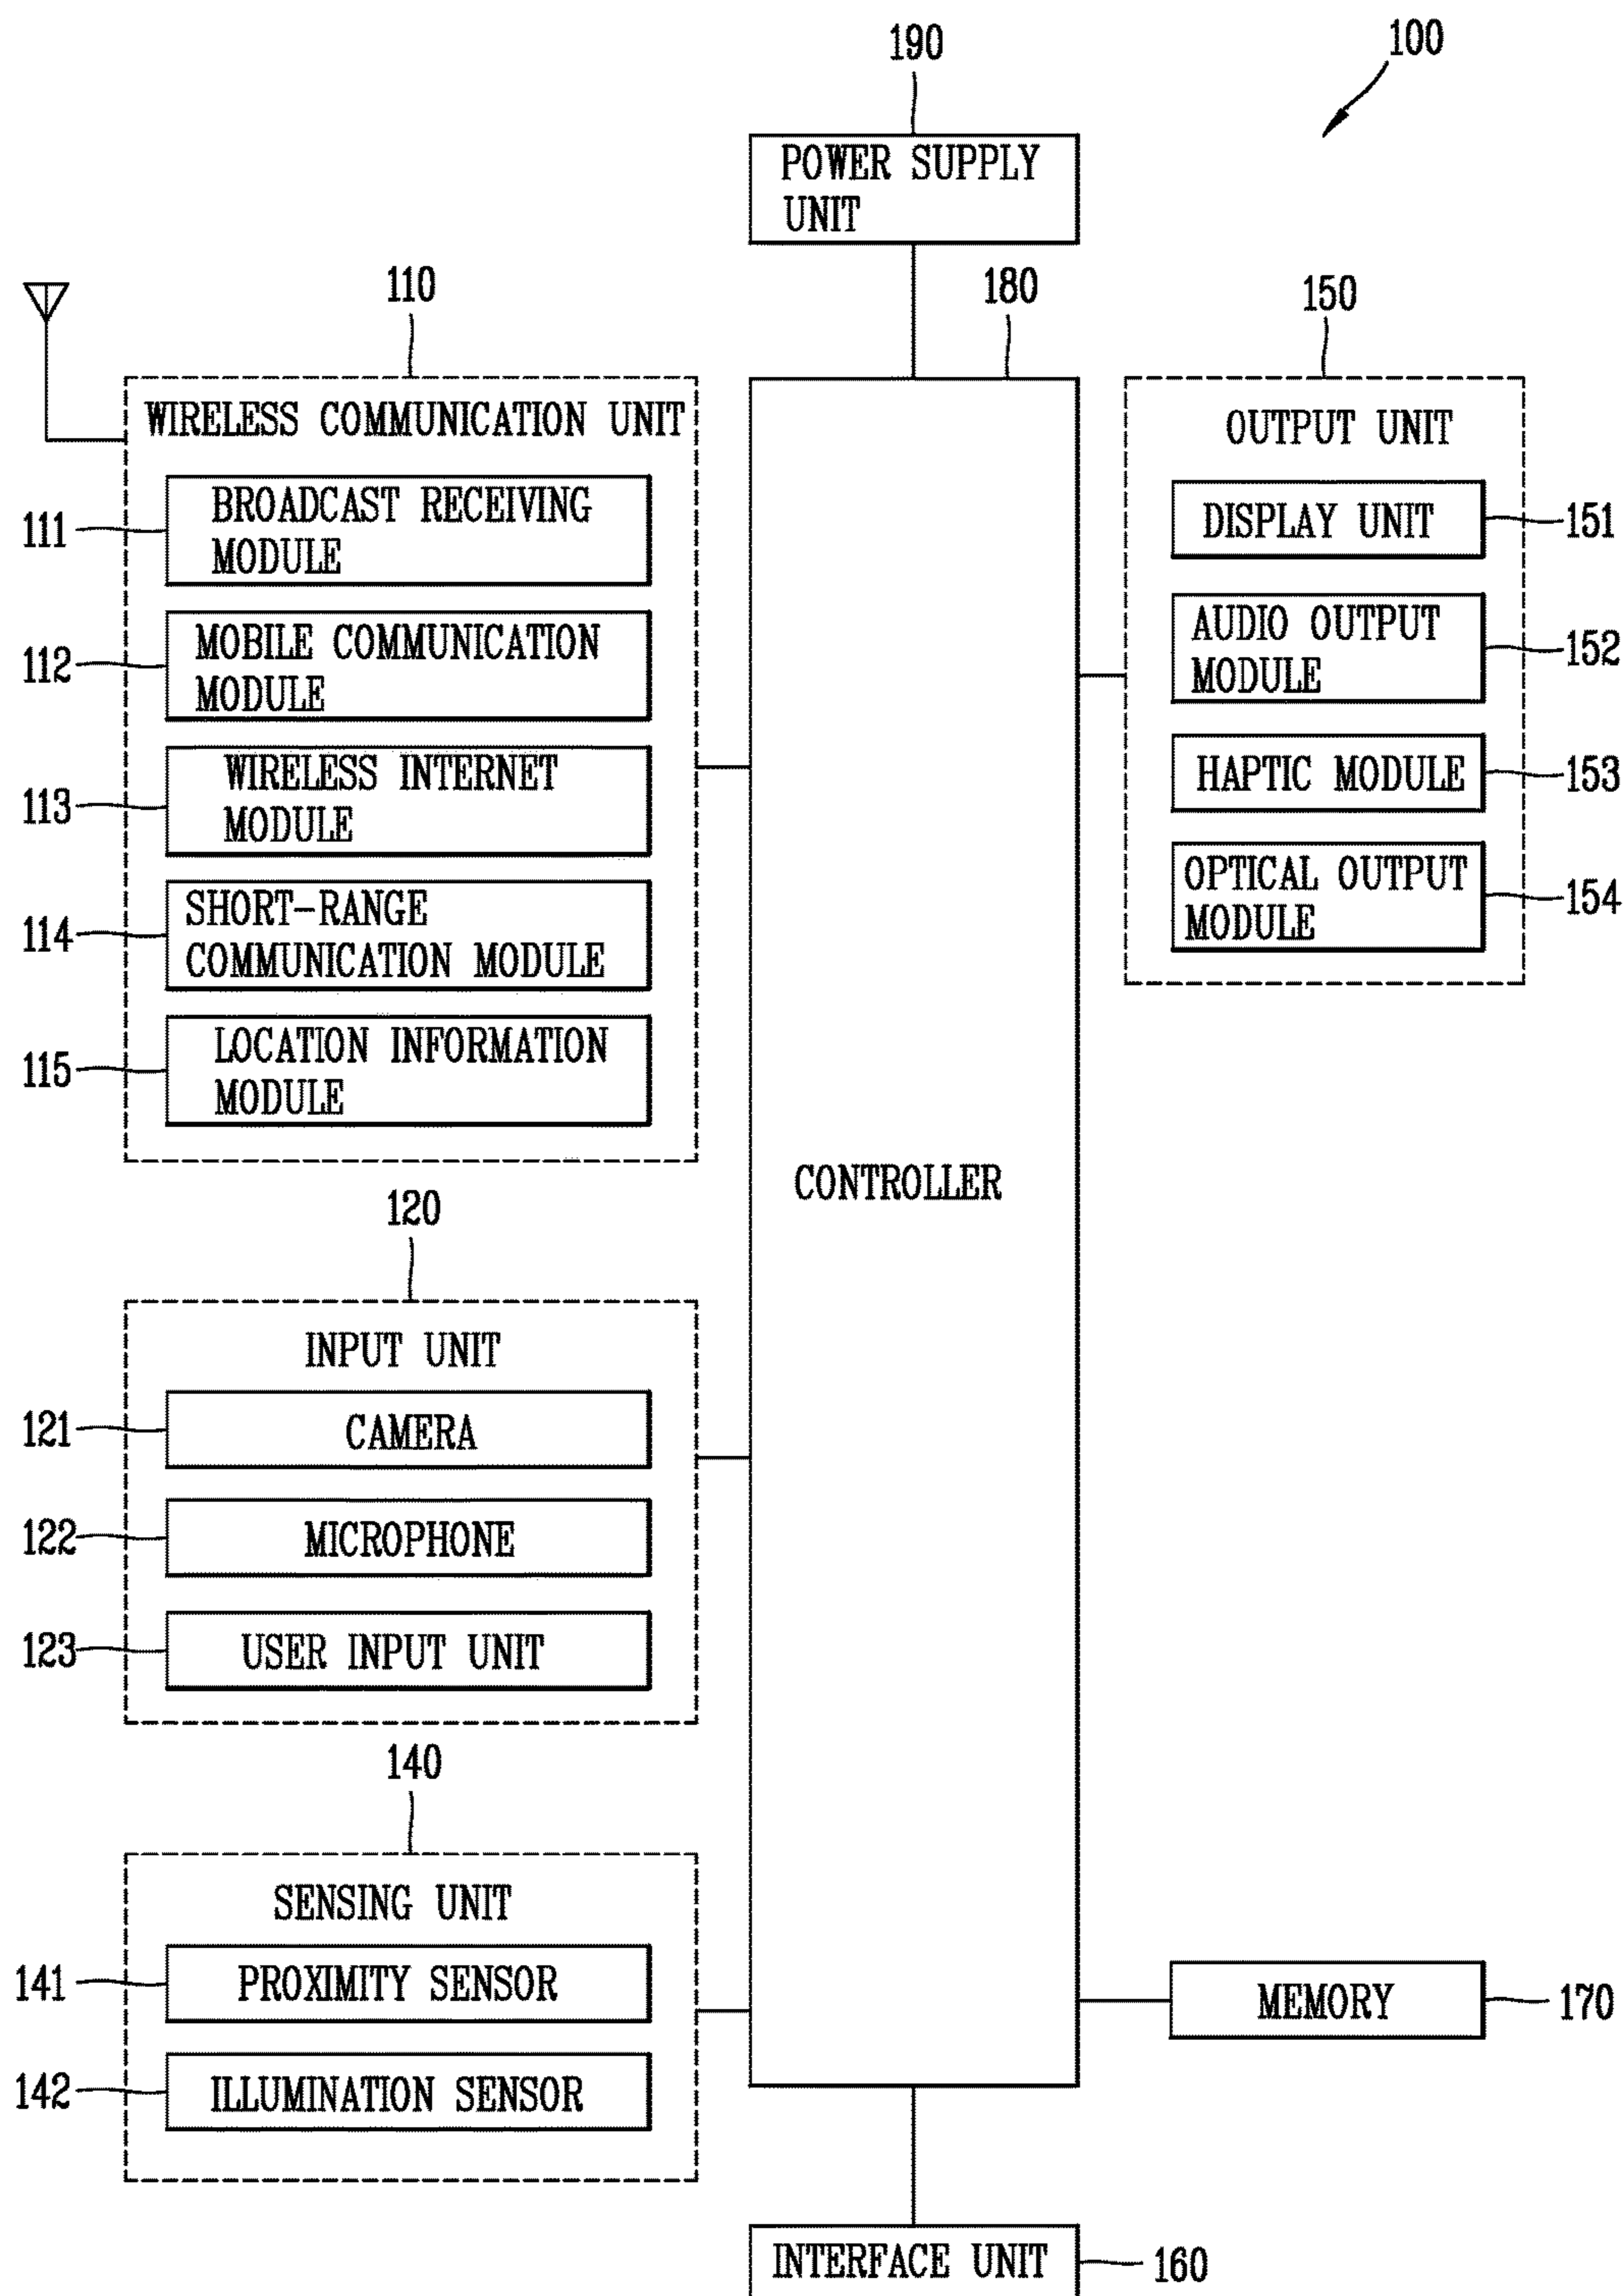 190
100
POWER SUPPLY
UNIT
110
180
150
WIRELESS COMMUNICATION UNIT
111
BROADCAST RECEIVING
MODULE
112
MOBILE COMMUNICATION
MODULE
113
WIRELESS INTERNET
MODULE
114
SHORT-RANGE
COMMUNICATION MODULE
115
LOCATION INFORMATION
MODULE
OUTPUT UNIT
DISPLAY UNIT
151
AUDIO OUTPUT
MODULE
152
HAPTIC MODULE
153
OPTICAL OUTPUT
MODULE
154
CONTROLLER
120
INPUT UNIT
121
CAMERA
122
MICROPHONE
123
USER INPUT UNIT
140
SENSING UNIT
141
PROXIMITY SENSOR
142
ILLUMINATION SENSOR
MEMORY
170
INTERFACE UNIT
160